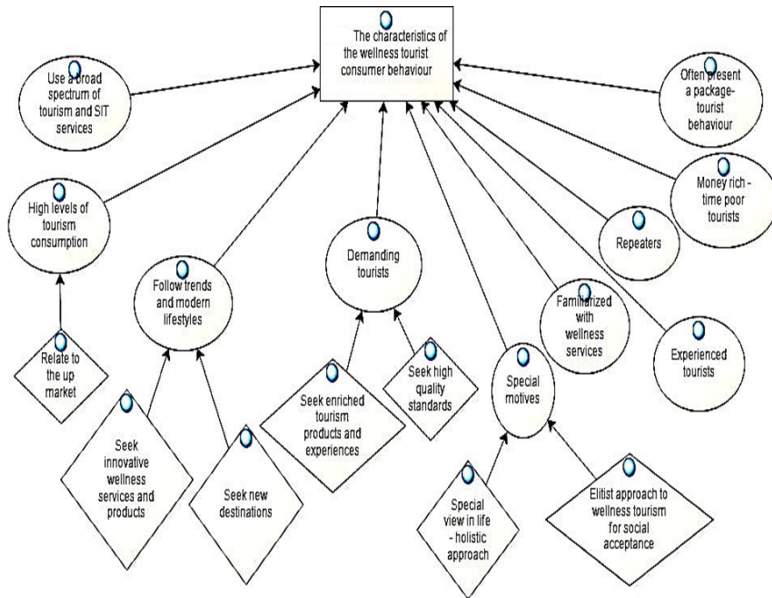 The characteristics of
the wellness tourist
consumer behaviour
Use a broad
spectrum of
tourism and SIT
services
Often present
a package-
tourist
behaviour
High levels of
tourism
consumption
Money rich -
time poor
tourists
Repeaters
Follow trends
and modern
lifestyles
Demanding
tourists
Familiarized
with wellness
services
Experienced
tourists
Relate to
the up
market
Seek high
quality
standards
Special
motives
Seek enriched
tourism
products and
experiences
Seek
innovative
wellness
services and
products
Seek new
destinations
Special
view in life
- holistic
approach
Elitist approach to
wellness tourism
for social
acceptance